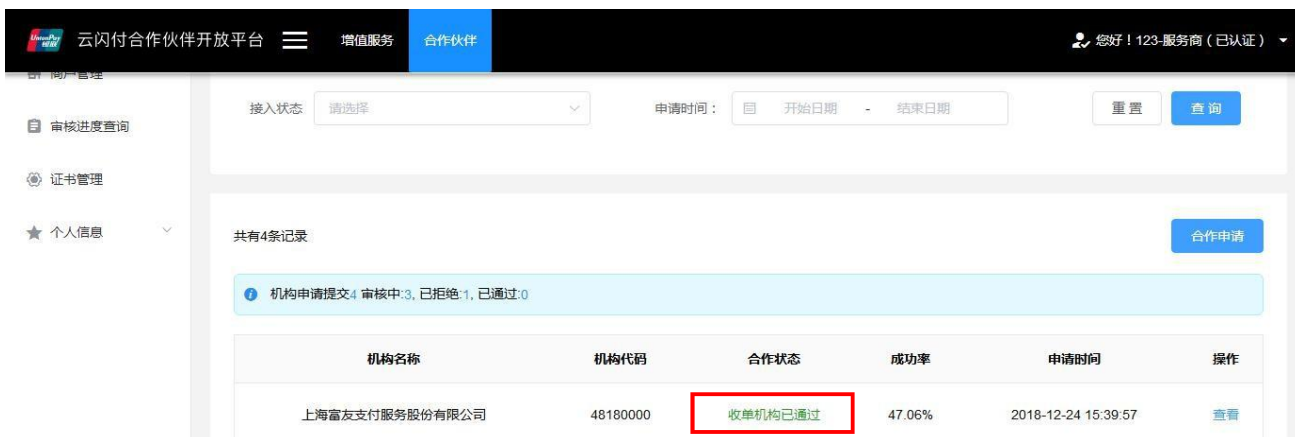 UnionPay 银联 云闪付合作伙伴开放平台 增值服务 合作伙伴 您好！123-服务商（已认证）
商户管理
接入状态 请选择 申请时间： 开始日期 - 结束日期 重置 查询
审核进度查询
证书管理
个人信息
共有4条记录 合作申请
机构申请提交4 审核中:3, 已拒绝:1, 已通过:0
机构名称 机构代码 合作状态 成功率 申请时间 操作
上海富友支付服务股份有限公司 48180000 收单机构已通过 47.06% 2018-12-24 15:39:57 查看